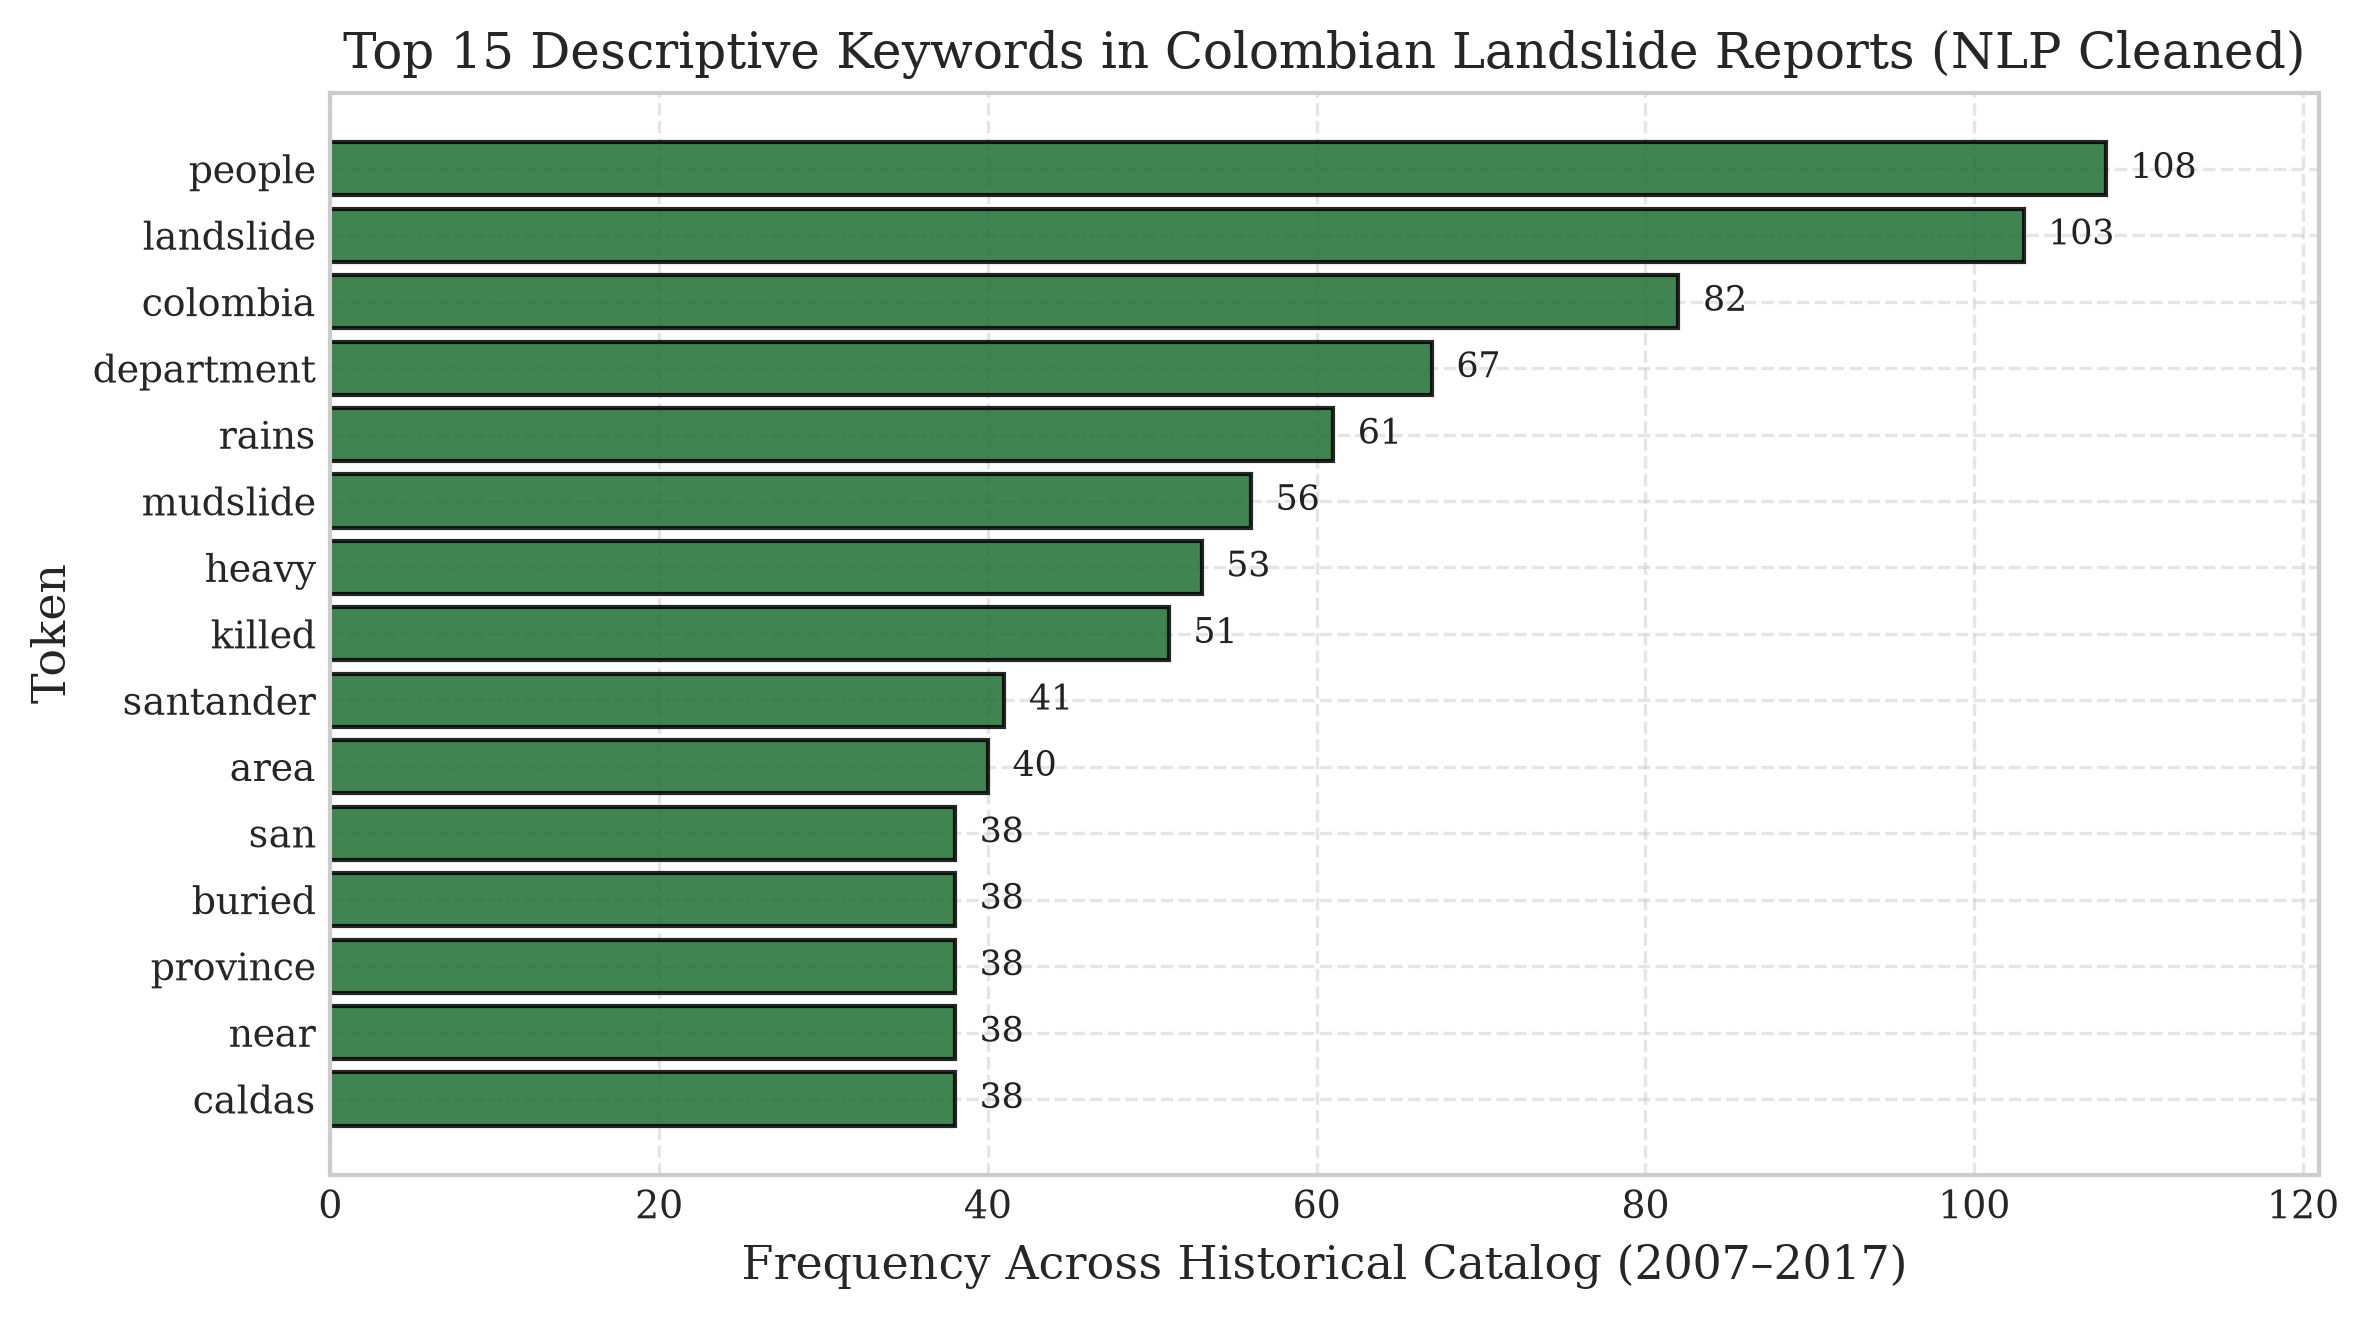 Top 15 Descriptive Keywords in Colombian Landslide Reports (NLP Cleaned)
Token
people 108
landslide 103
colombia 82
department 67
rains 61
mudslide 56
heavy 53
killed 51
santander 41
area 40
san 38
buried 38
province 38
near 38
caldas 38
0 20 40 60 80 100 120
Frequency Across Historical Catalog (2007–2017)